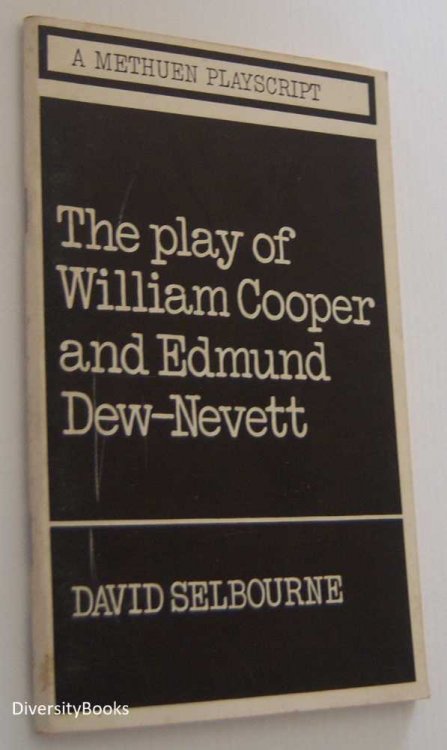 A METHUEN PLAYSCRIPT
The play of
William Cooper
and Edmund
Dew-Nevett
DAVID SELBOURNE
DiversityBooks